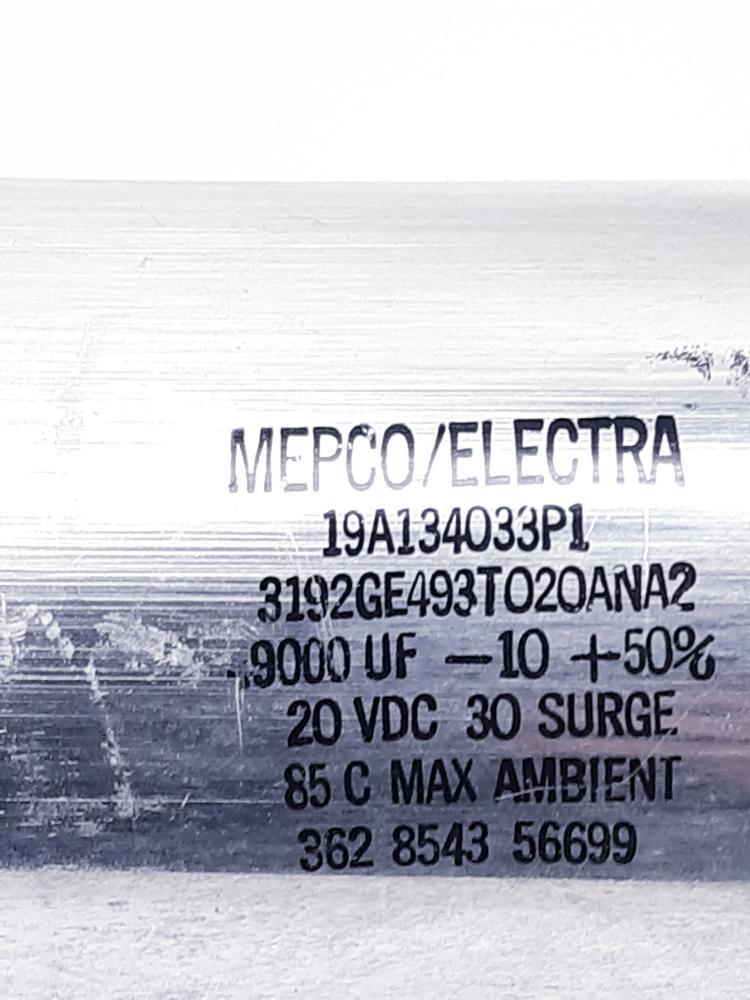 MEPCO/ELECTRA
19A134033P1
3192GE493T020ANA2
9000 UF -10 +50%
20 VDC 30 SURGE
85 C MAX AMBIENT
362 8543 56699